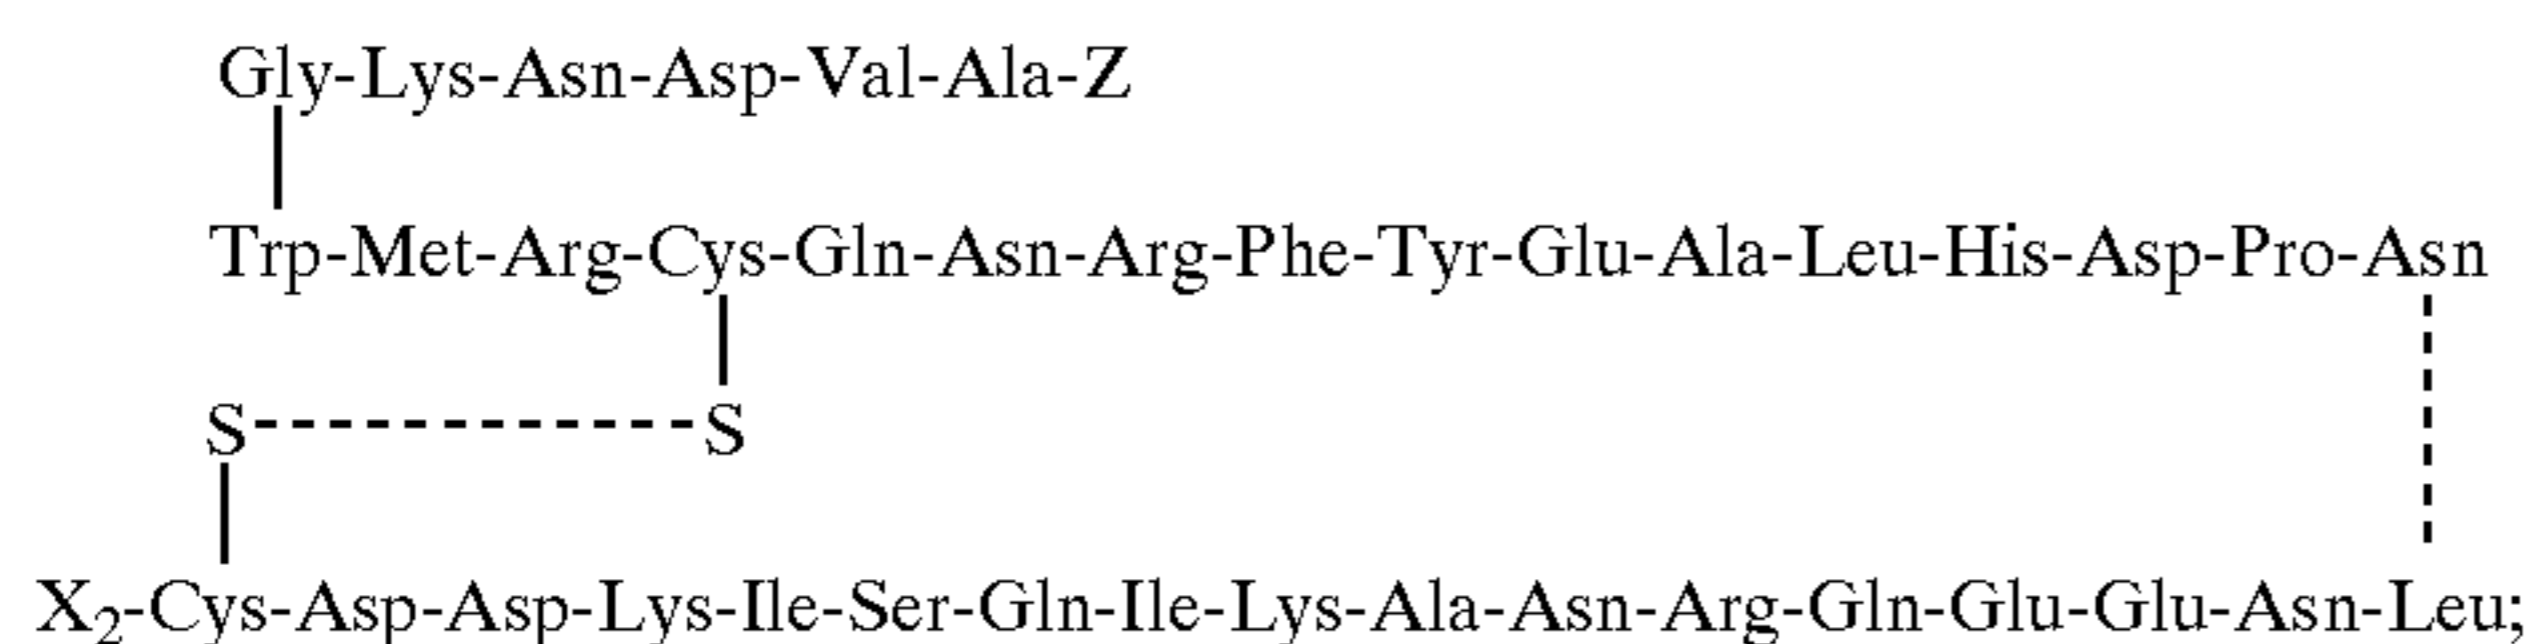 Gly-Lys-Asn-Asp-Val-Ala-Z
Trp-Met-Arg-Cys-Gln-Asn-Arg-Phe-Tyr-Glu-Ala-Leu-His-Asp-Pro-Asn
S S
X₂-Cys-Asp-Asp-Lys-Ile-Ser-Gln-Ile-Lys-Ala-Asn-Arg-Gln-Glu-Glu-Asn-Leu;